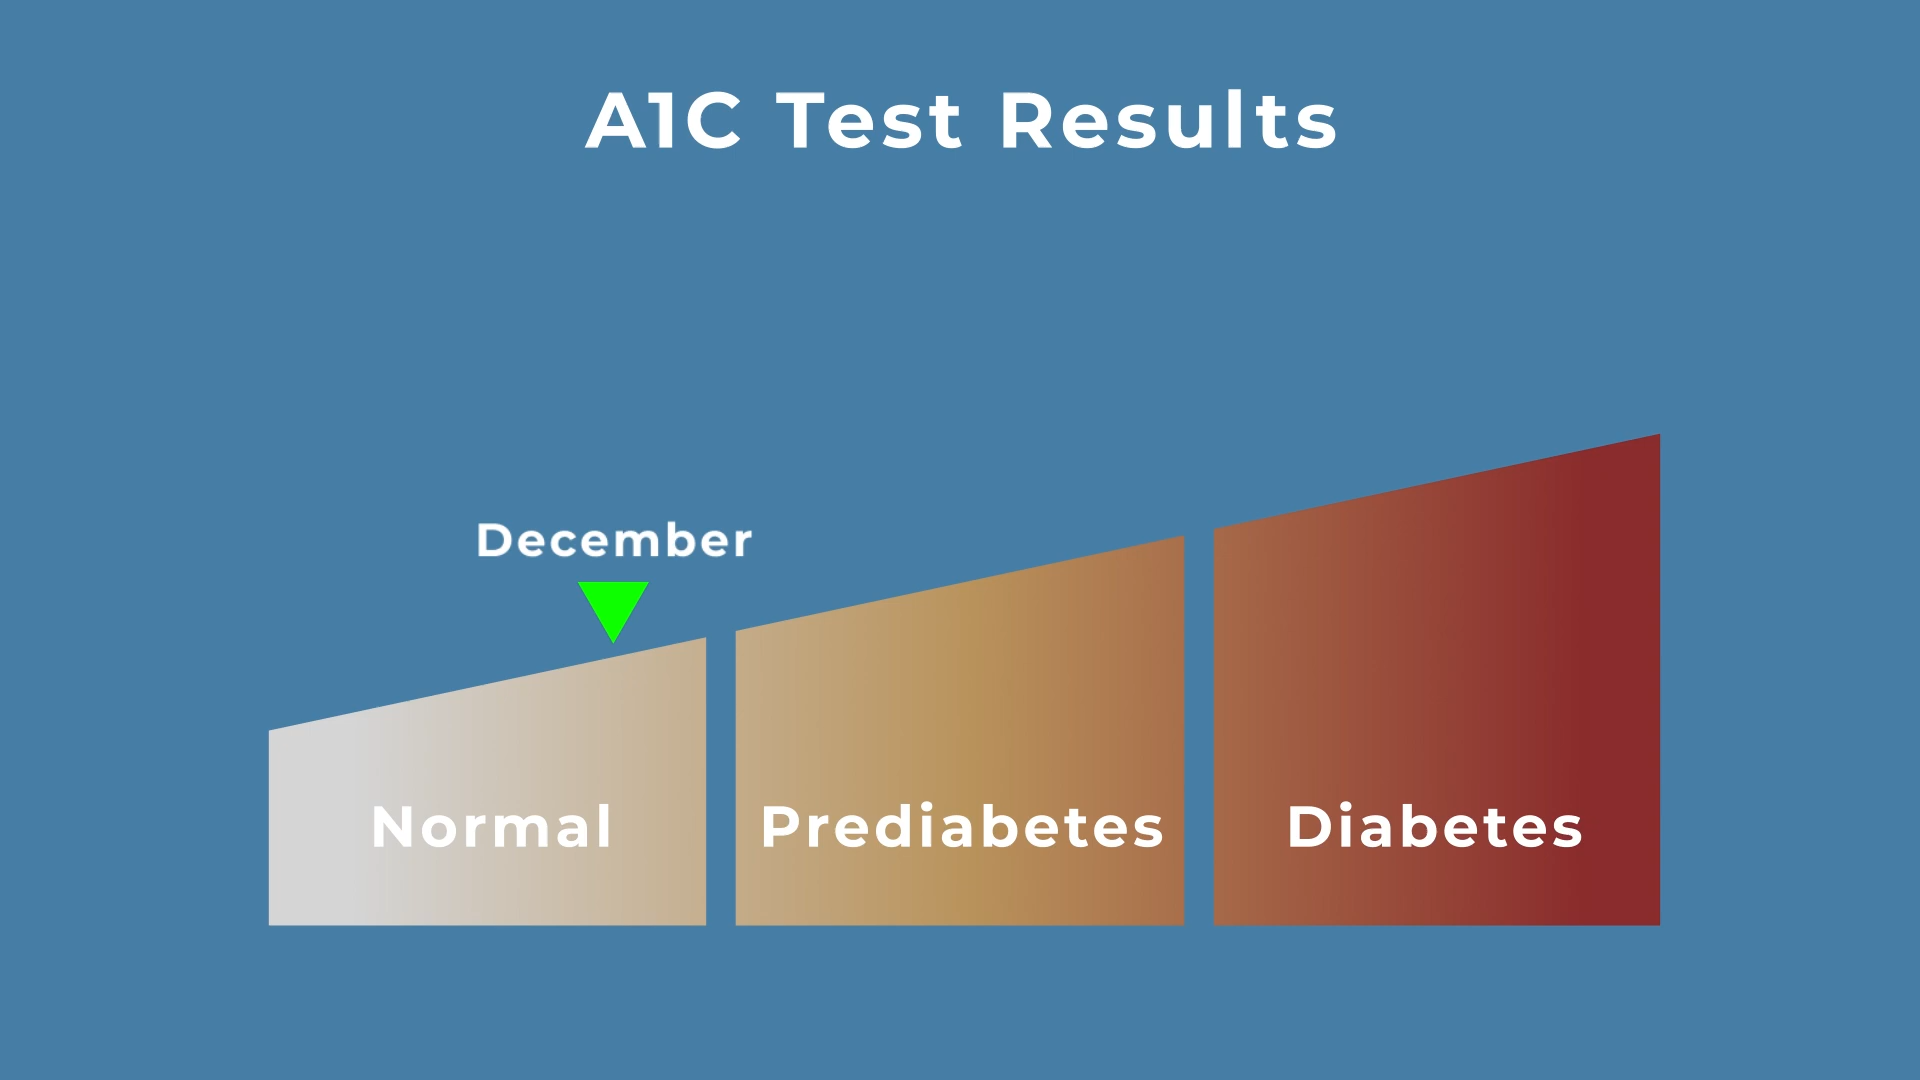 A1C Test Results
December
Normal
Prediabetes
Diabetes